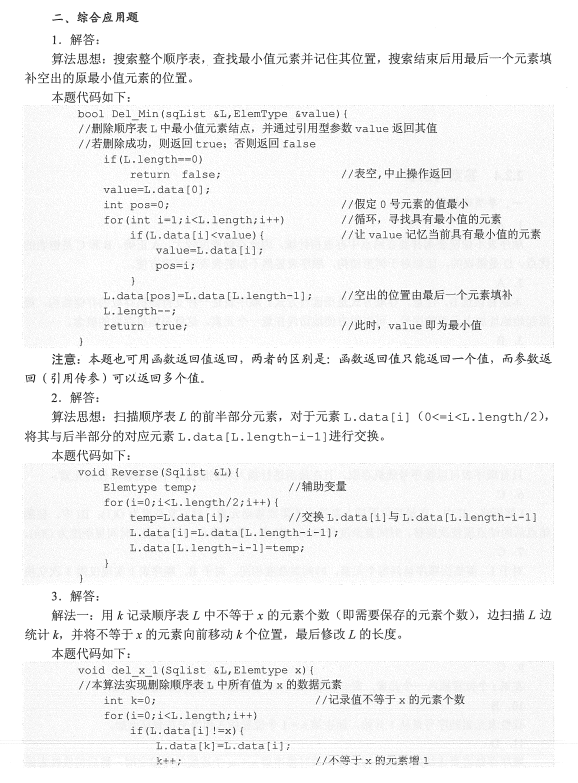 二、综合应用题
1．解答：
算法思想：搜索整个顺序表，查找最小值元素并记住其位置，搜索结束后用最后一个元素填
补空出的原最小值元素的位置。
本题代码如下：
bool Del_Min(sqList &L,ElemType &value){
//删除顺序表L中最小值元素结点，并通过引用型参数value返回其值
//若删除成功，则返回true；否则返回false
if(L.length==0)
return false; //表空,中止操作返回
value=L.data[0];
int pos=0; //假定0号元素的值最小
for(int i=1;i<L.length;i++) //循环，寻找具有最小值的元素
if(L.data[i]<value){ //让value记忆当前具有最小值的元素
value=L.data[i];
pos=i;
}
L.data[pos]=L.data[L.length-1]; //空出的位置由最后一个元素填补
L.length--;
return true; //此时，value即为最小值
}
注意：本题也可用函数返回值返回，两者的区别是：函数返回值只能返回一个值，而参数返
回（引用传参）可以返回多个值。
2．解答：
算法思想：扫描顺序表L的前半部分元素，对于元素L.data[i]（0<=i<L.length/2），
将其与后半部分的对应元素L.data[L.length-i-1]进行交换。
本题代码如下：
void Reverse(Sqlist &L){
Elemtype temp; //辅助变量
for(i=0;i<L.length/2;i++){
temp=L.data[i]; //交换L.data[i]与L.data[L.length-i-1]
L.data[i]=L.data[L.length-i-1];
L.data[L.length-i-1]=temp;
}
}
3．解答：
解法一：用k记录顺序表L中不等于x的元素个数（即需要保存的元素个数），边扫描L边
统计k，并将不等于x的元素向前移动k个位置，最后修改L的长度。
本题代码如下：
void del_x_1(Sqlist &L,Elemtype x){
//本算法实现删除顺序表L中所有值为x的数据元素
int k=0; //记录值不等于x的元素个数
for(i=0;i<L.length;i++)
if(L.data[i]!=x){
L.data[k]=L.data[i];
k++; //不等于x的元素增1